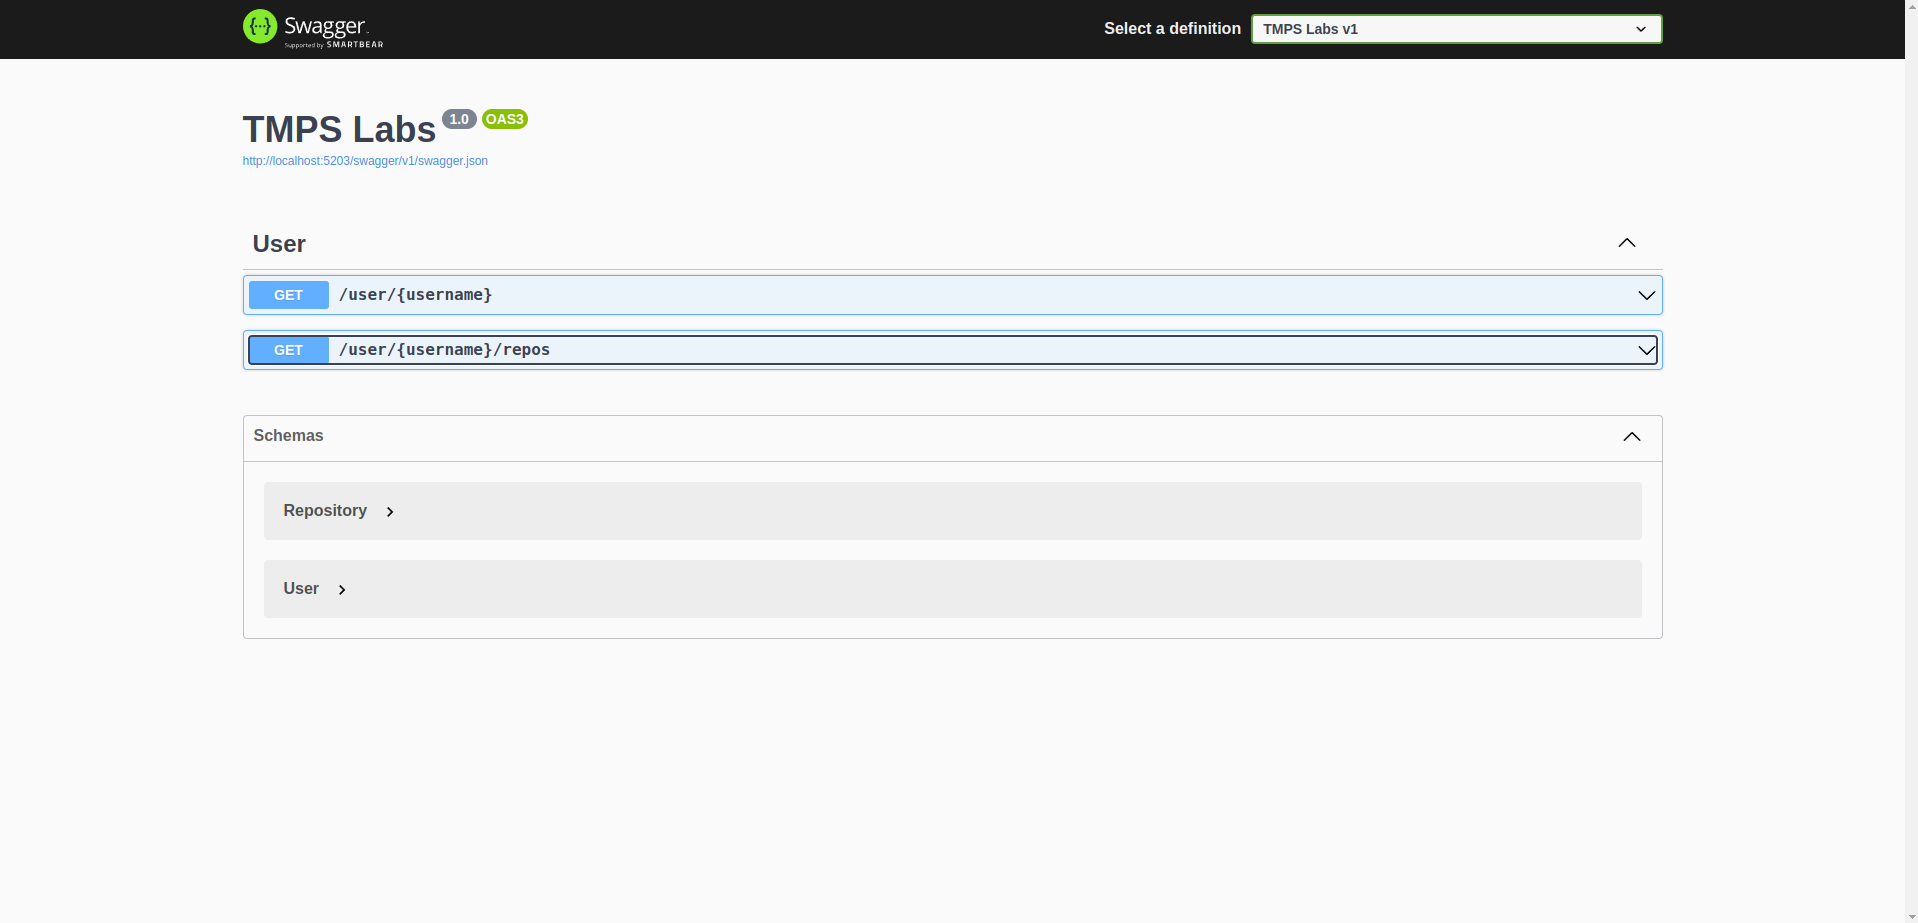 Swagger
Supported by SMARTBEAR
Select a definition
TMPS Labs v1
TMPS Labs 1.0 OAS3
http://localhost:5203/swagger/v1/swagger.json
User
GET /user/{username}
GET /user/{username}/repos
Schemas
Repository
User